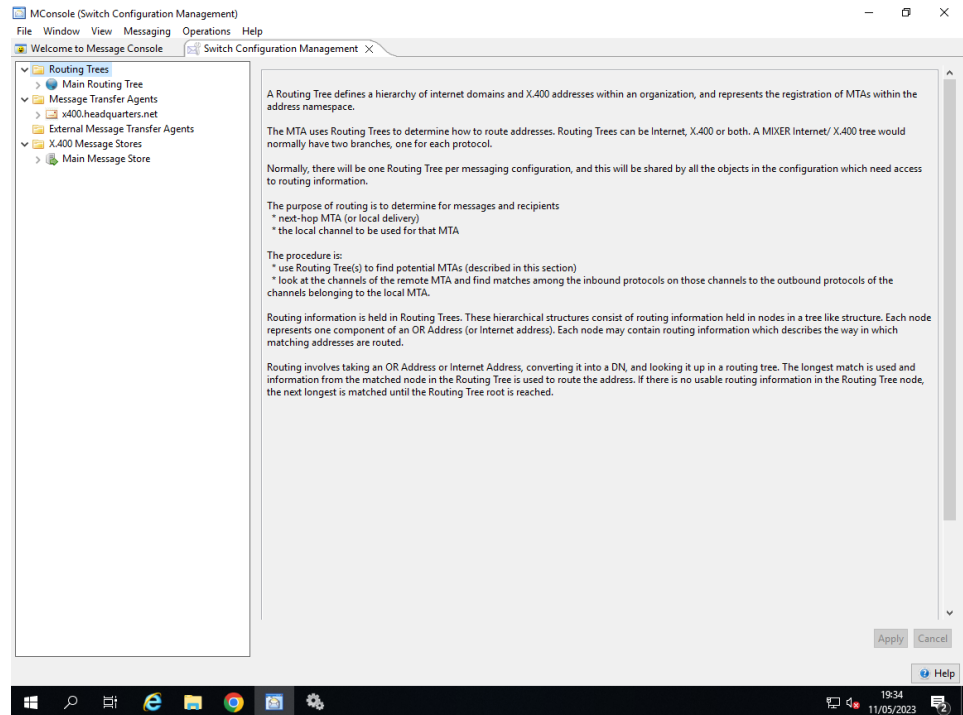 MConsole (Switch Configuration Management)
File Window View Messaging Operations Help
Welcome to Message Console
Switch Configuration Management
Routing Trees
Main Routing Tree
Message Transfer Agents
x400.headquarters.net
External Message Transfer Agents
X.400 Message Stores
Main Message Store
A Routing Tree defines a hierarchy of internet domains and X.400 addresses within an organization, and represents the registration of MTAs within the
address namespace.
The MTA uses Routing Trees to determine how to route addresses. Routing Trees can be Internet, X.400 or both. A MIXER Internet/ X.400 tree would
normally have two branches, one for each protocol.
Normally, there will be one Routing Tree per messaging configuration, and this will be shared by all the objects in the configuration which need access
to routing information.
The purpose of routing is to determine for messages and recipients
* next-hop MTA (or local delivery)
* the local channel to be used for that MTA
The procedure is:
* use Routing Tree(s) to find potential MTAs (described in this section)
* look at the channels of the remote MTA and find matches among the inbound protocols on those channels to the outbound protocols of the
channels belonging to the local MTA.
Routing information is held in Routing Trees. These hierarchical structures consist of routing information held in nodes in a tree like structure. Each node
represents one component of an OR Address (or Internet address). Each node may contain routing information which describes the way in which
matching addresses are routed.
Routing involves taking an OR Address or Internet Address, converting it into a DN, and looking it up in a routing tree. The longest match is used and
information from the matched node in the Routing Tree is used to route the address. If there is no usable routing information in the Routing Tree node,
the next longest is matched until the Routing Tree root is reached.
Apply Cancel
Help
19:34
11/05/2023
2